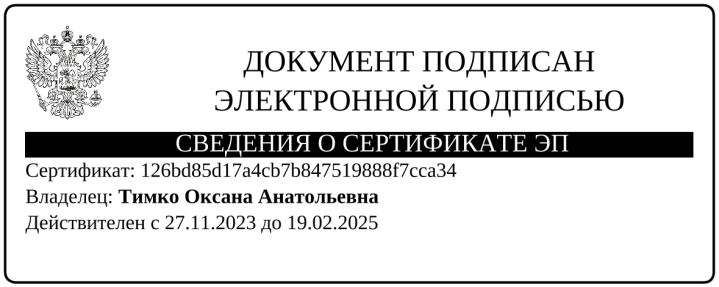 ДОКУМЕНТ ПОДПИСАН
ЭЛЕКТРОННОЙ ПОДПИСЬЮ
СВЕДЕНИЯ О СЕРТИФИКАТЕ ЭП
Сертификат: 126bd85d17a4cb7b847519888f7cca34
Владелец: Тимко Оксана Анатольевна
Действителен с 27.11.2023 до 19.02.2025